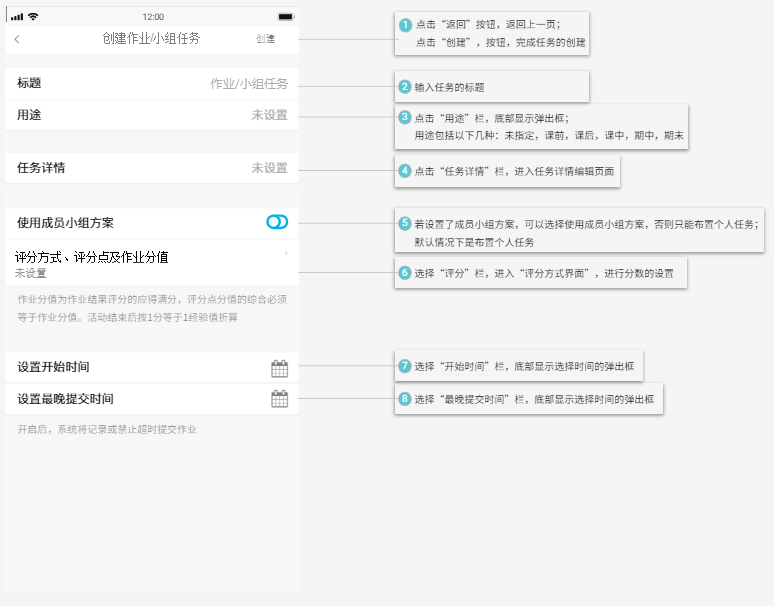 12:00
创建作业/小组任务
创建
标题
作业/小组任务
用途
未设置
任务详情
未设置
使用成员小组方案
评分方式、评分点及作业分值
未设置
作业分值为作业结果评分的应得满分，评分点分值的综合必须
等于作业分值。活动结束后按1分等于1经验值折算
设置开始时间
设置最晚提交时间
开启后，系统将记录或禁止超时提交作业
1 点击“返回”按钮，返回上一页；
点击“创建”，按钮，完成任务的创建
2 输入任务的标题
3 点击“用途”栏，底部显示弹出框；
用途包括以下几种：未指定，课前，课后，课中，期中，期末
4 点击“任务详情”栏，进入任务详情编辑页面
5 若设置了成员小组方案，可以选择使用成员小组方案，否则只能布置个人任务；
默认情况下是布置个人任务
6 选择“评分”栏，进入“评分方式界面”，进行分数的设置
7 选择“开始时间”栏，底部显示选择时间的弹出框
8 选择“最晚提交时间”栏，底部显示选择时间的弹出框